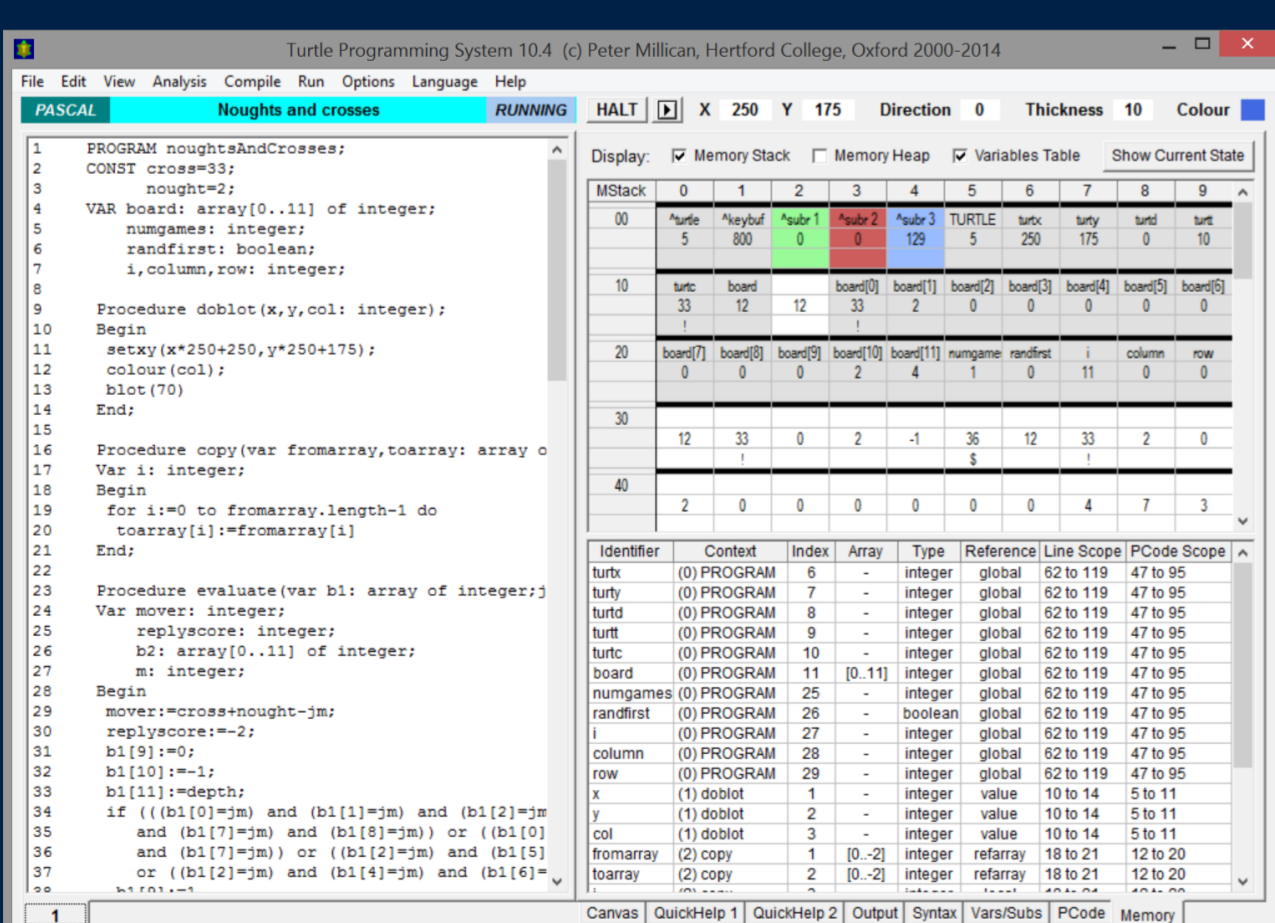 Turtle Programming System 10.4 (c) Peter Millican, Hertford College, Oxford 2000-2014
File Edit View Analysis Compile Run Options Language Help
PASCAL Noughts and crosses RUNNING HALT X 250 Y 175 Direction 0 Thickness 10 Colour
1 PROGRAM noughtsAndCrosses;
2 CONST cross=33;
3 nought=2;
4 VAR board: array[0..11] of integer;
5 numgames: integer;
6 randfirst: boolean;
7 i,column,row: integer;
8
9 Procedure doblot(x,y,col: integer);
10 Begin
11 setxy(x*250+250,y*250+175);
12 colour(col);
13 blot(70)
14 End;
15
16 Procedure copy(var fromarray,toarray: array o
17 Var i: integer;
18 Begin
19 for i:=0 to fromarray.length-1 do
20 toarray[i]:=fromarray[i]
21 End;
22
23 Procedure evaluate(var b1: array of integer;j
24 Var mover: integer;
25 replyscore: integer;
26 b2: array[0..11] of integer;
27 m: integer;
28 Begin
29 mover:=cross+nought-jm;
30 replyscore:=-2;
31 b1[9]:=0;
32 b1[10]:=-1;
33 b1[11]:=depth;
34 if (((b1[0]=jm) and (b1[1]=jm) and (b1[2]=jm
35 and (b1[7]=jm) and (b1[8]=jm)) or ((b1[0]
36 and (b1[7]=jm)) or ((b1[2]=jm) and (b1[5]
37 or ((b1[2]=jm) and (b1[4]=jm) and (b1[6]=
38 b1[9]:=1
1
Display: Memory Stack Memory Heap Variables Table Show Current State
MStack 0 1 2 3 4 5 6 7 8 9
00 ^turtle ^keybuf ^subr 1 ^subr 2 ^subr 3 TURTLE turtx turty turtd turtt
5 800 0 0 129 5 250 175 0 10
10 turtc board board[0] board[1] board[2] board[3] board[4] board[5] board[6]
33 12 12 33 2 0 0 0 0 0
! !
20 board[7] board[8] board[9] board[10] board[11] numgame randfirst i column row
0 0 0 2 4 1 0 11 0 0
30
12 33 0 2 -1 36 12 33 2 0
! $ !
40
2 0 0 0 0 0 0 4 7 3
Identifier Context Index Array Type Reference Line Scope PCode Scope
turtx (0) PROGRAM 6 - integer global 62 to 119 47 to 95
turty (0) PROGRAM 7 - integer global 62 to 119 47 to 95
turtd (0) PROGRAM 8 - integer global 62 to 119 47 to 95
turtt (0) PROGRAM 9 - integer global 62 to 119 47 to 95
turtc (0) PROGRAM 10 - integer global 62 to 119 47 to 95
board (0) PROGRAM 11 [0..11] integer global 62 to 119 47 to 95
numgames (0) PROGRAM 25 - integer global 62 to 119 47 to 95
randfirst (0) PROGRAM 26 - boolean global 62 to 119 47 to 95
i (0) PROGRAM 27 - integer global 62 to 119 47 to 95
column (0) PROGRAM 28 - integer global 62 to 119 47 to 95
row (0) PROGRAM 29 - integer global 62 to 119 47 to 95
x (1) doblot 1 - integer value 10 to 14 5 to 11
y (1) doblot 2 - integer value 10 to 14 5 to 11
col (1) doblot 3 - integer value 10 to 14 5 to 11
fromarray (2) copy 1 [0..-2] integer refarray 18 to 21 12 to 20
toarray (2) copy 2 [0..-2] integer refarray 18 to 21 12 to 20
Canvas QuickHelp 1 QuickHelp 2 Output Syntax Vars/Subs PCode Memory